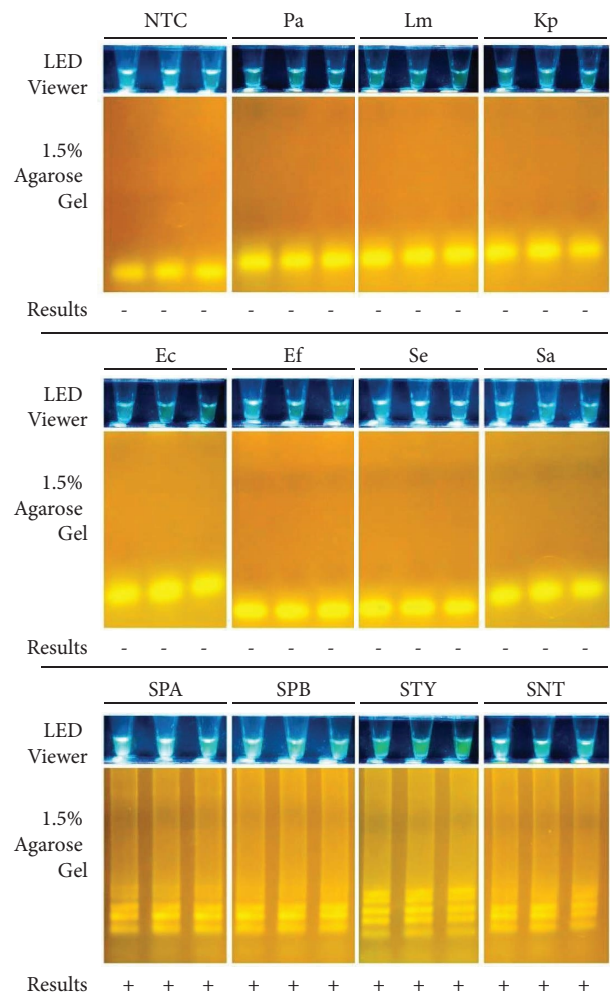 NTC Pa Lm Kp
LED
Viewer
1.5%
Agarose
Gel
Results - - - - - - - - - - - -
Ec Ef Se Sa
LED
Viewer
1.5%
Agarose
Gel
Results - - - - - - - - - - - -
SPA SPB STY SNT
LED
Viewer
1.5%
Agarose
Gel
Results + + + + + + + + + + + +